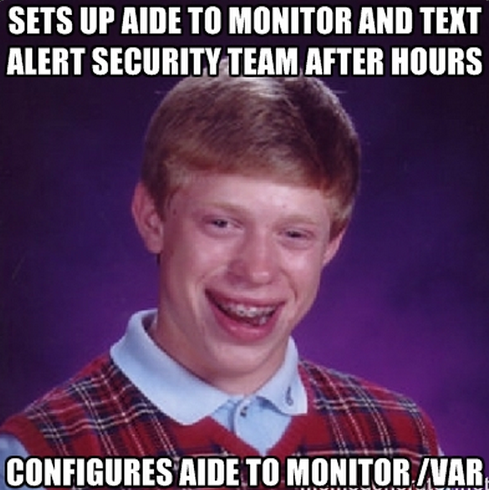 SETS UP AIDE TO MONITOR AND TEXT
ALERT SECURITY TEAM AFTER HOURS
CONFIGURES AIDE TO MONITOR /VAR